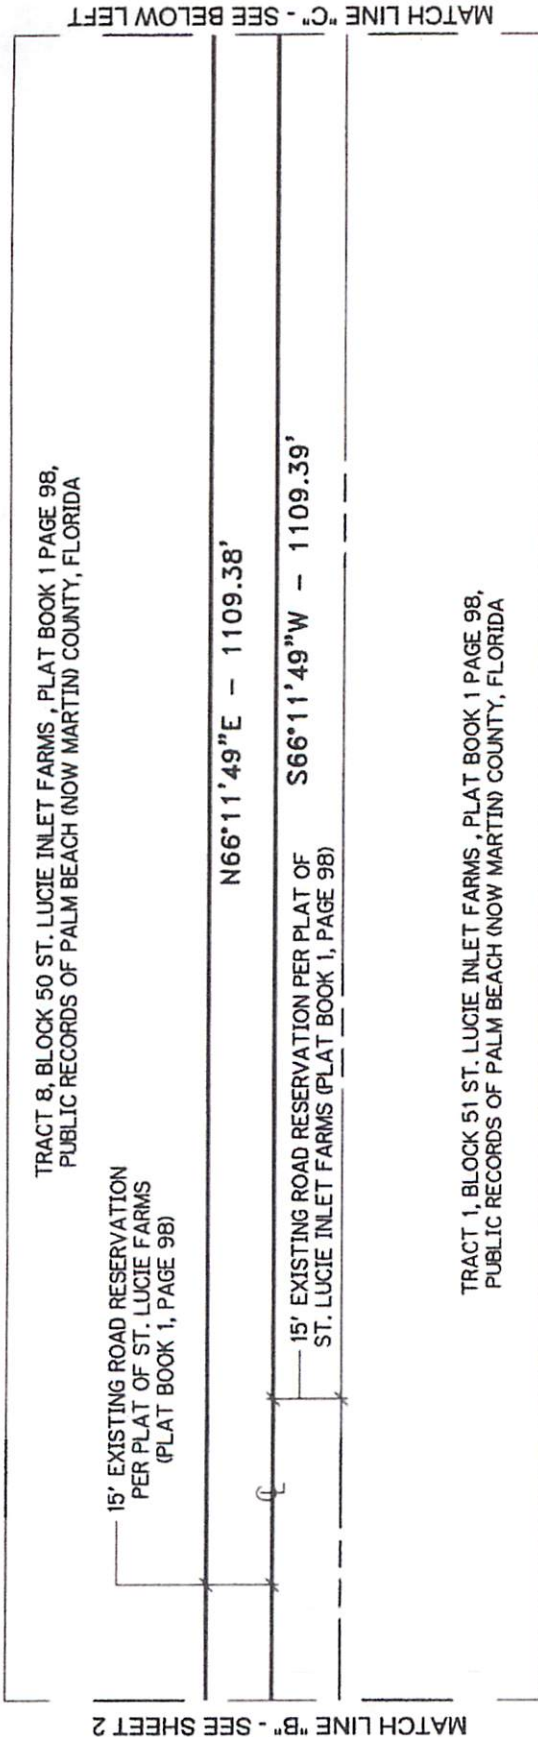 MATCH LINE "C" - SEE BELOW LEFT
TRACT 8, BLOCK 50 ST. LUCIE INLET FARMS , PLAT BOOK 1 PAGE 98,
PUBLIC RECORDS OF PALM BEACH (NOW MARTIN) COUNTY, FLORIDA
15' EXISTING ROAD RESERVATION
PER PLAT OF ST. LUCIE FARMS
(PLAT BOOK 1, PAGE 98)
N66°11'49"E - 1109.38'
S66°11'49"W - 1109.39'
15' EXISTING ROAD RESERVATION PER PLAT OF
ST. LUCIE INLET FARMS (PLAT BOOK 1, PAGE 98)
TRACT 1, BLOCK 51 ST. LUCIE INLET FARMS , PLAT BOOK 1 PAGE 98,
PUBLIC RECORDS OF PALM BEACH (NOW MARTIN) COUNTY, FLORIDA
MATCH LINE "B" - SEE SHEET 2